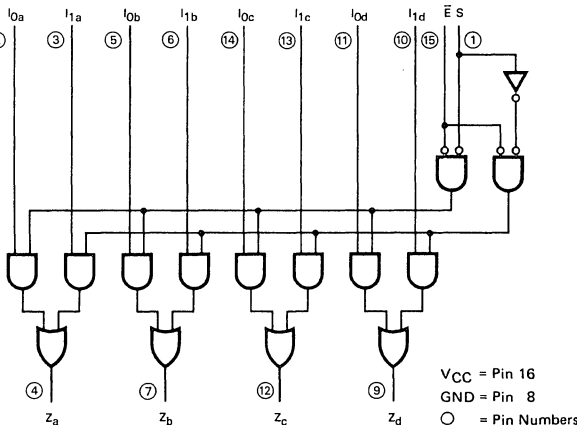 I0a I1a I0b I1b I0c I1c I0d I1d E̅ S
3 5 6 14 13 11 10 15 1
4 7 12 9
Za Zb Zc Zd
VCC = Pin 16
GND = Pin 8
= Pin Numbers